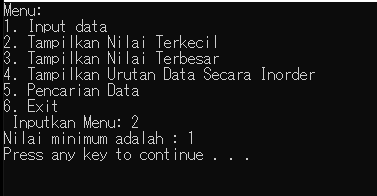 Menu:
1. Input data
2. Tampilkan Nilai Terkecil
3. Tampilkan Nilai Terbesar
4. Tampilkan Urutan Data Secara Inorder
5. Pencarian Data
6. Exit
Inputkan Menu: 2
Nilai minimum adalah : 1
Press any key to continue . . .